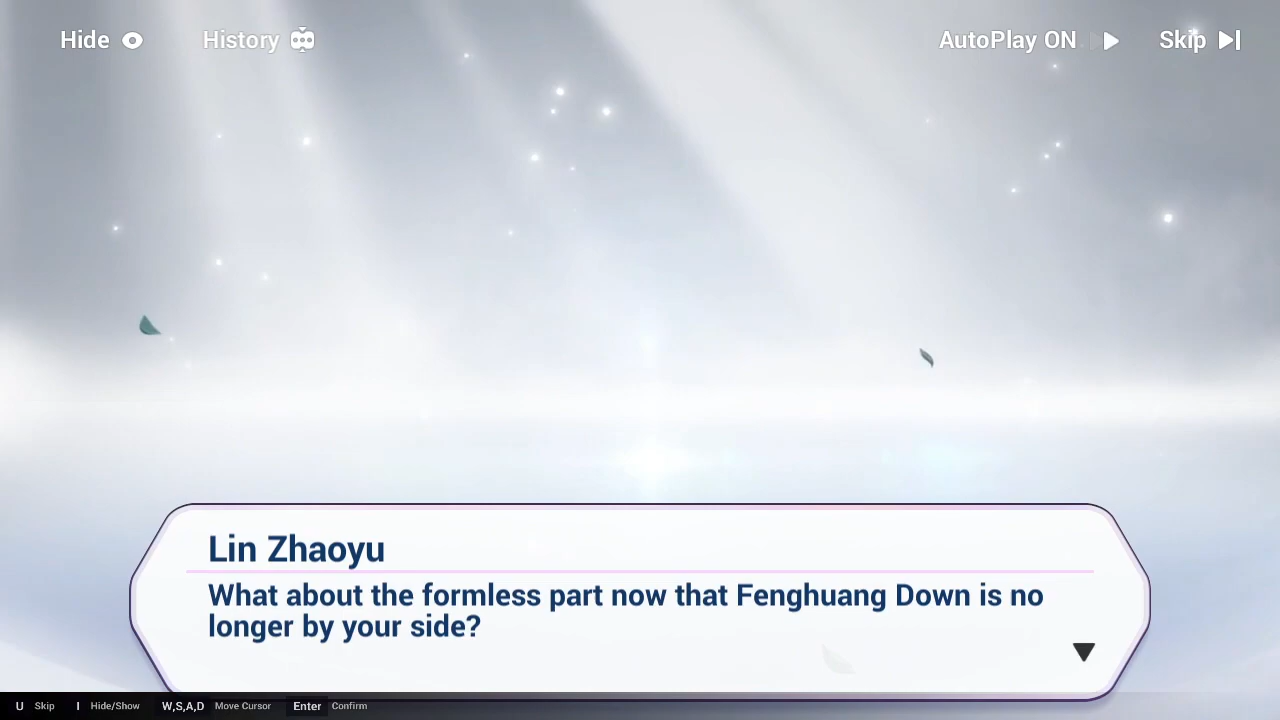 Hide
History
AutoPlay ON
Skip
Lin Zhaoyu
What about the formless part now that Fenghuang Down is no
longer by your side?
U Skip I Hide/Show W,S,A,D Move Cursor Enter Confirm